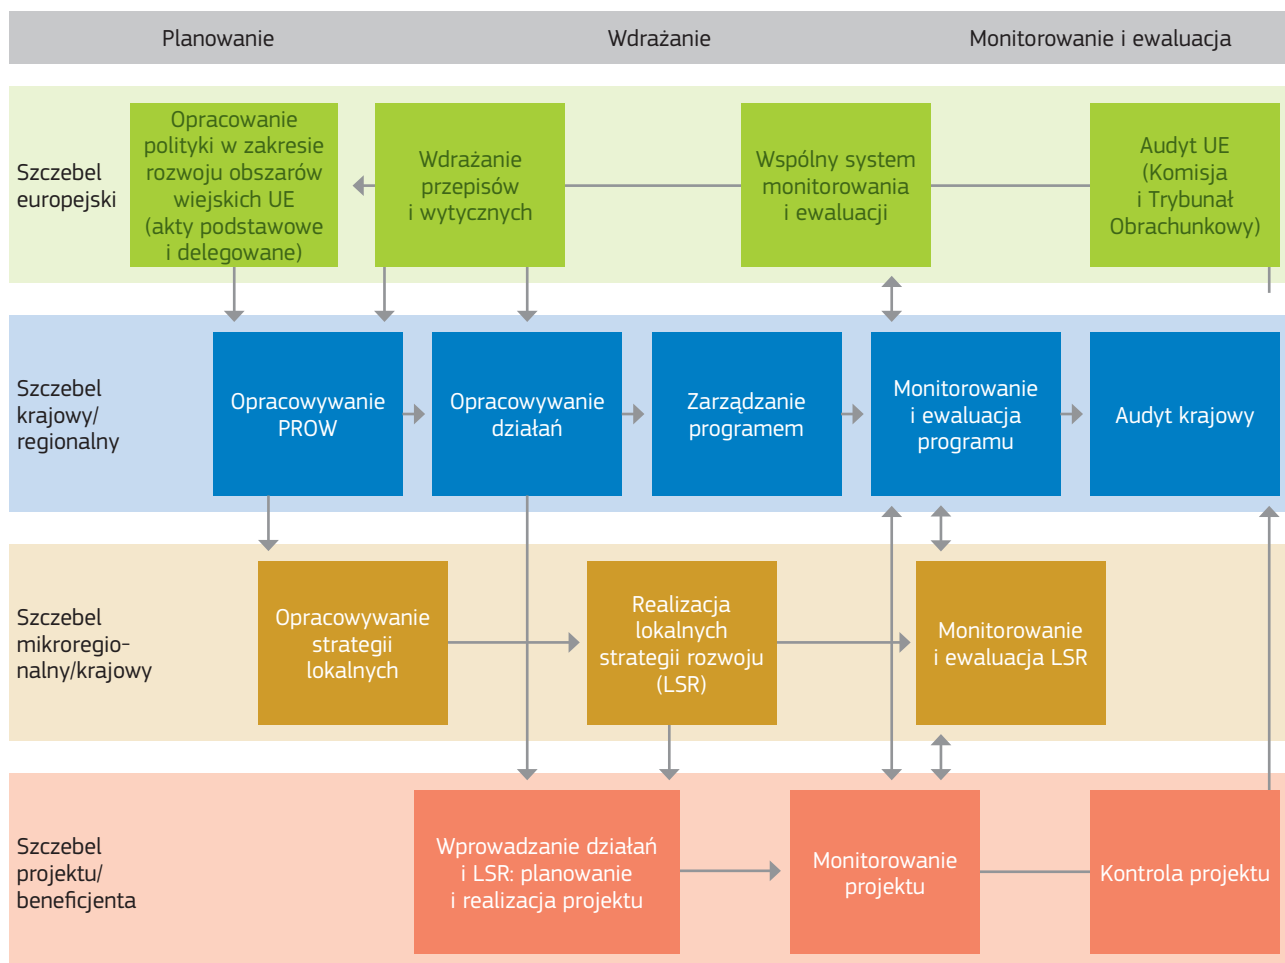 Planowanie
Wdrażanie
Monitorowanie i ewaluacja
Szczebel
europejski
Opracowanie
polityki w zakresie
rozwoju obszarów
wiejskich UE
(akty podstawowe
i delegowane)
Wdrażanie
przepisów
i wytycznych
Wspólny system
monitorowania
i ewaluacji
Audyt UE
(Komisja
i Trybunał
Obrachunkowy)
Szczebel
krajowy/
regionalny
Opracowywanie
PROW
Opracowywanie
działań
Zarządzanie
programem
Monitorowanie
i ewaluacja
programu
Audyt krajowy
Szczebel
mikroregio-
nalny/krajowy
Opracowywanie
strategii
lokalnych
Realizacja
lokalnych
strategii rozwoju
(LSR)
Monitorowanie
i ewaluacja LSR
Szczebel
projektu/
beneficjenta
Wprowadzanie działań
i LSR: planowanie
i realizacja projektu
Monitorowanie
projektu
Kontrola projektu